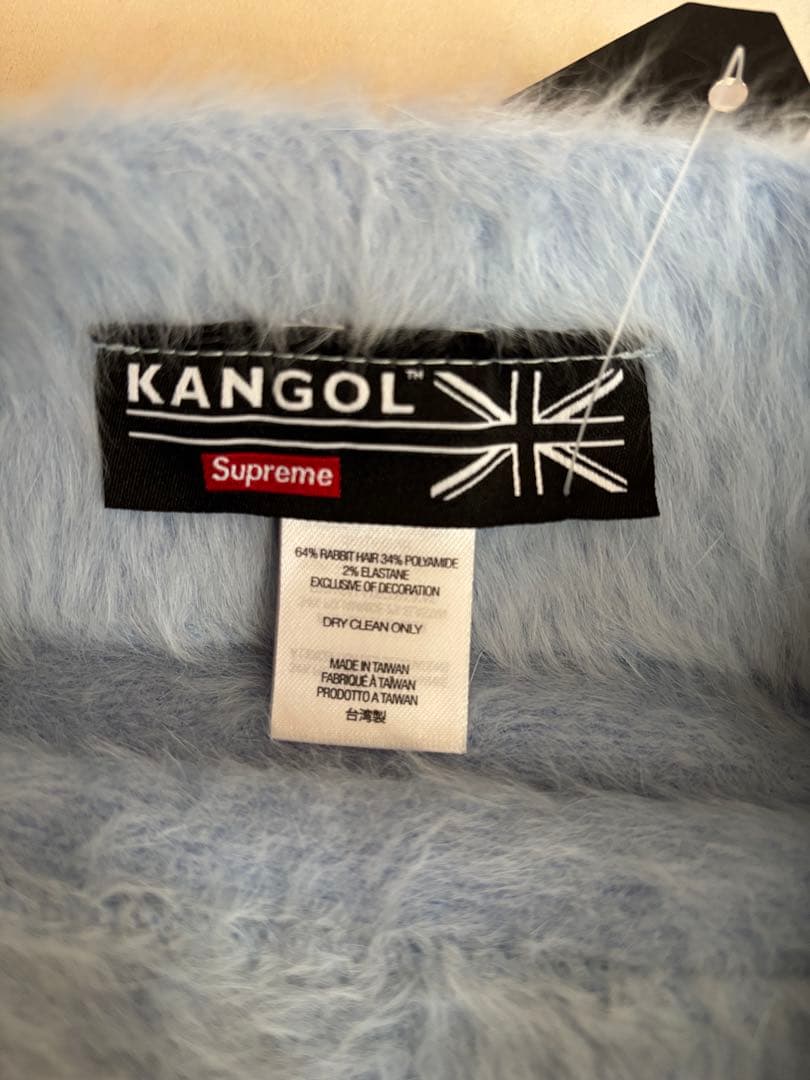 KANGOL™
Supreme
64% RABBIT HAIR 34% POLYAMIDE
2% ELASTANE
EXCLUSIVE OF DECORATION
DRY CLEAN ONLY
MADE IN TAIWAN
FABRIQUÉ À TAÏWAN
PRODOTTO A TAIWAN
台湾製